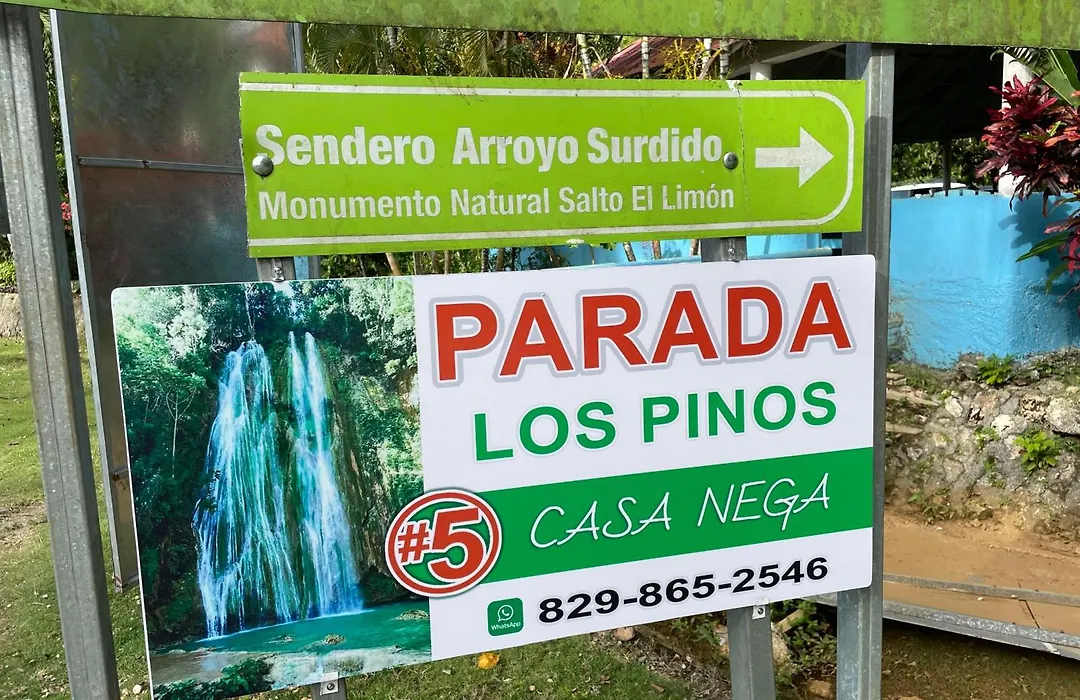 Sendero Arroyo Surdido
Monumento Natural Salto El Limón
PARADA
LOS PINOS
#5
CASA NEGA
WhatsApp
829-865-2546